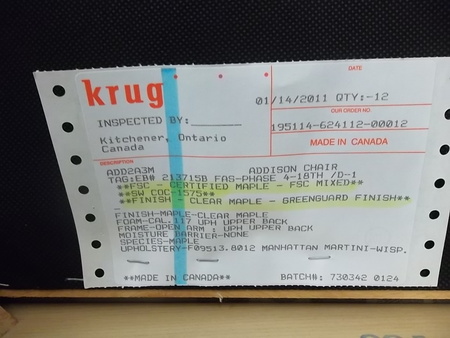 krug
DATE
01/14/2011 QTY:-12
OUR ORDER NO.
INSPECTED BY:______
195114-624112-00012
Kitchener, Ontario
Canada
MADE IN CANADA
DESCRIPTION
ADD2A3M ADDISON CHAIR
TAG:EB# 213715B FAS-PHASE 4-18TH /D-1
**FSC - CERTIFIED MAPLE - FSC MIXED**
**SW COC-1575**
**FINISH - CLEAR MAPLE - GREENGUARD FINISH**
FINISH-MAPLE-CLEAR MAPLE
FOAM-CAL.117 UPH UPPER BACK
FRAME-OPEN ARM : UPH UPPER BACK
MOISTURE BARRIER-NONE
SPECIES-MAPLE
UPHOLSTERY-F09513.8012 MANHATTAN MARTINI-WISP.
**MADE IN CANADA** BATCH#: 730342 0124